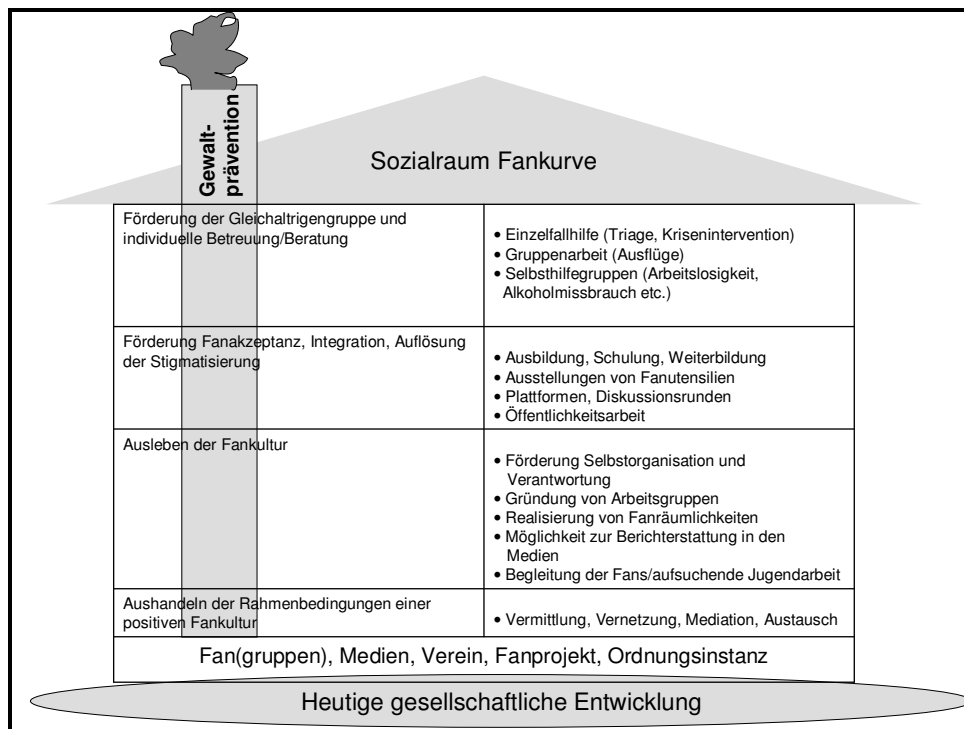 Gewalt-
prävention
Sozialraum Fankurve
Förderung der Gleichaltrigengruppe und
individuelle Betreuung/Beratung
• Einzelfallhilfe (Triage, Krisenintervention)
• Gruppenarbeit (Ausflüge)
• Selbsthilfegruppen (Arbeitslosigkeit,
Alkoholmissbrauch etc.)
Förderung Fanakzeptanz, Integration, Auflösung
der Stigmatisierung
• Ausbildung, Schulung, Weiterbildung
• Ausstellungen von Fanutensilien
• Plattformen, Diskussionsrunden
• Öffentlichkeitsarbeit
Ausleben der Fankultur
• Förderung Selbstorganisation und
Verantwortung
• Gründung von Arbeitsgruppen
• Realisierung von Fanräumlichkeiten
• Möglichkeit zur Berichterstattung in den
Medien
• Begleitung der Fans/aufsuchende Jugendarbeit
Aushandeln der Rahmenbedingungen einer
positiven Fankultur
• Vermittlung, Vernetzung, Mediation, Austausch
Fan(gruppen), Medien, Verein, Fanprojekt, Ordnungsinstanz
Heutige gesellschaftliche Entwicklung